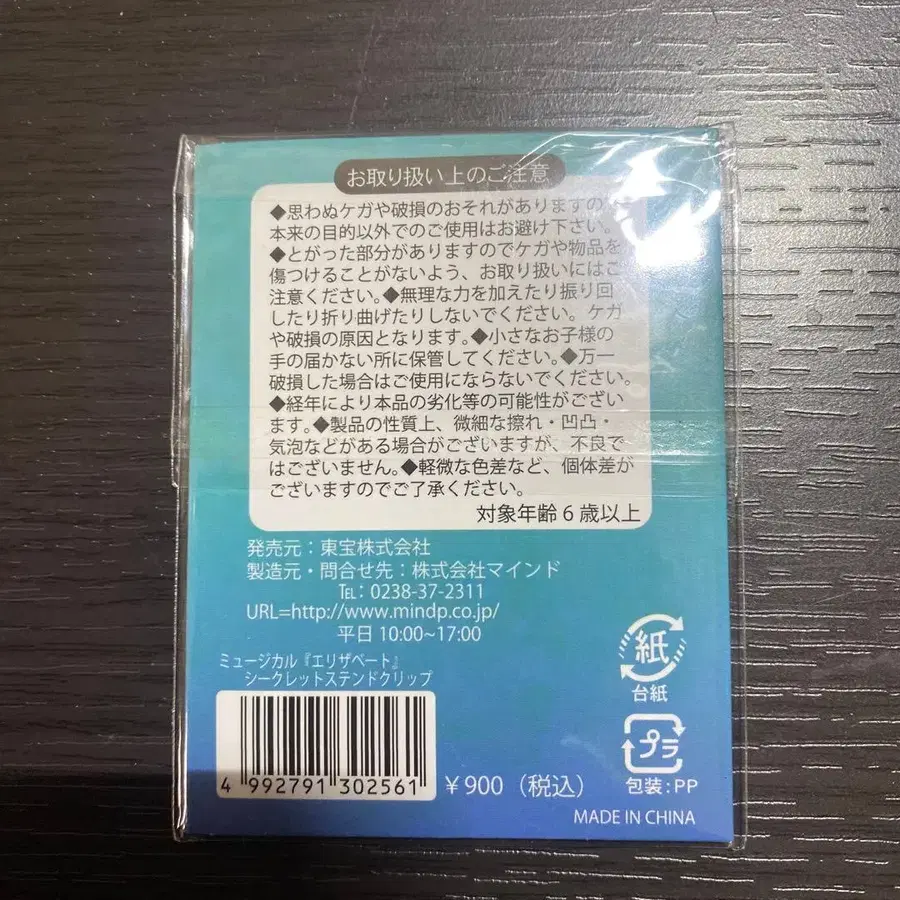 お取り扱い上のご注意
◆思わぬケガや破損のおそれがありますの
本来の目的以外でのご使用はお避け下さい。
◆とがった部分がありますのでケガや物品を
傷つけることがないよう、お取り扱いにはご
注意ください。◆無理な力を加えたり振り回
したり折り曲げたりしないでください。ケガ
や破損の原因となります。◆小さなお子様の
手の届かない所に保管してください。◆万一
破損した場合はご使用にならないでください。
◆経年により本品の劣化等の可能性がござい
ます。◆製品の性質上、微細な擦れ・凹凸・
気泡などがある場合がございますが、不良で
はございません。◆軽微な色差など、個体差が
ございますのでご了承ください。
対象年齢6歳以上
発売元：東宝株式会社
製造元・問合せ先：株式会社マインド
TEL：0238-37-2311
URL=http://www.mindp.co.jp/
平日 10:00~17:00
ミュージカル『エリザベート』
シークレットステンドクリップ
4 992791 302561
￥900（税込）
紙
台紙
プラ
包装：PP
MADE IN CHINA